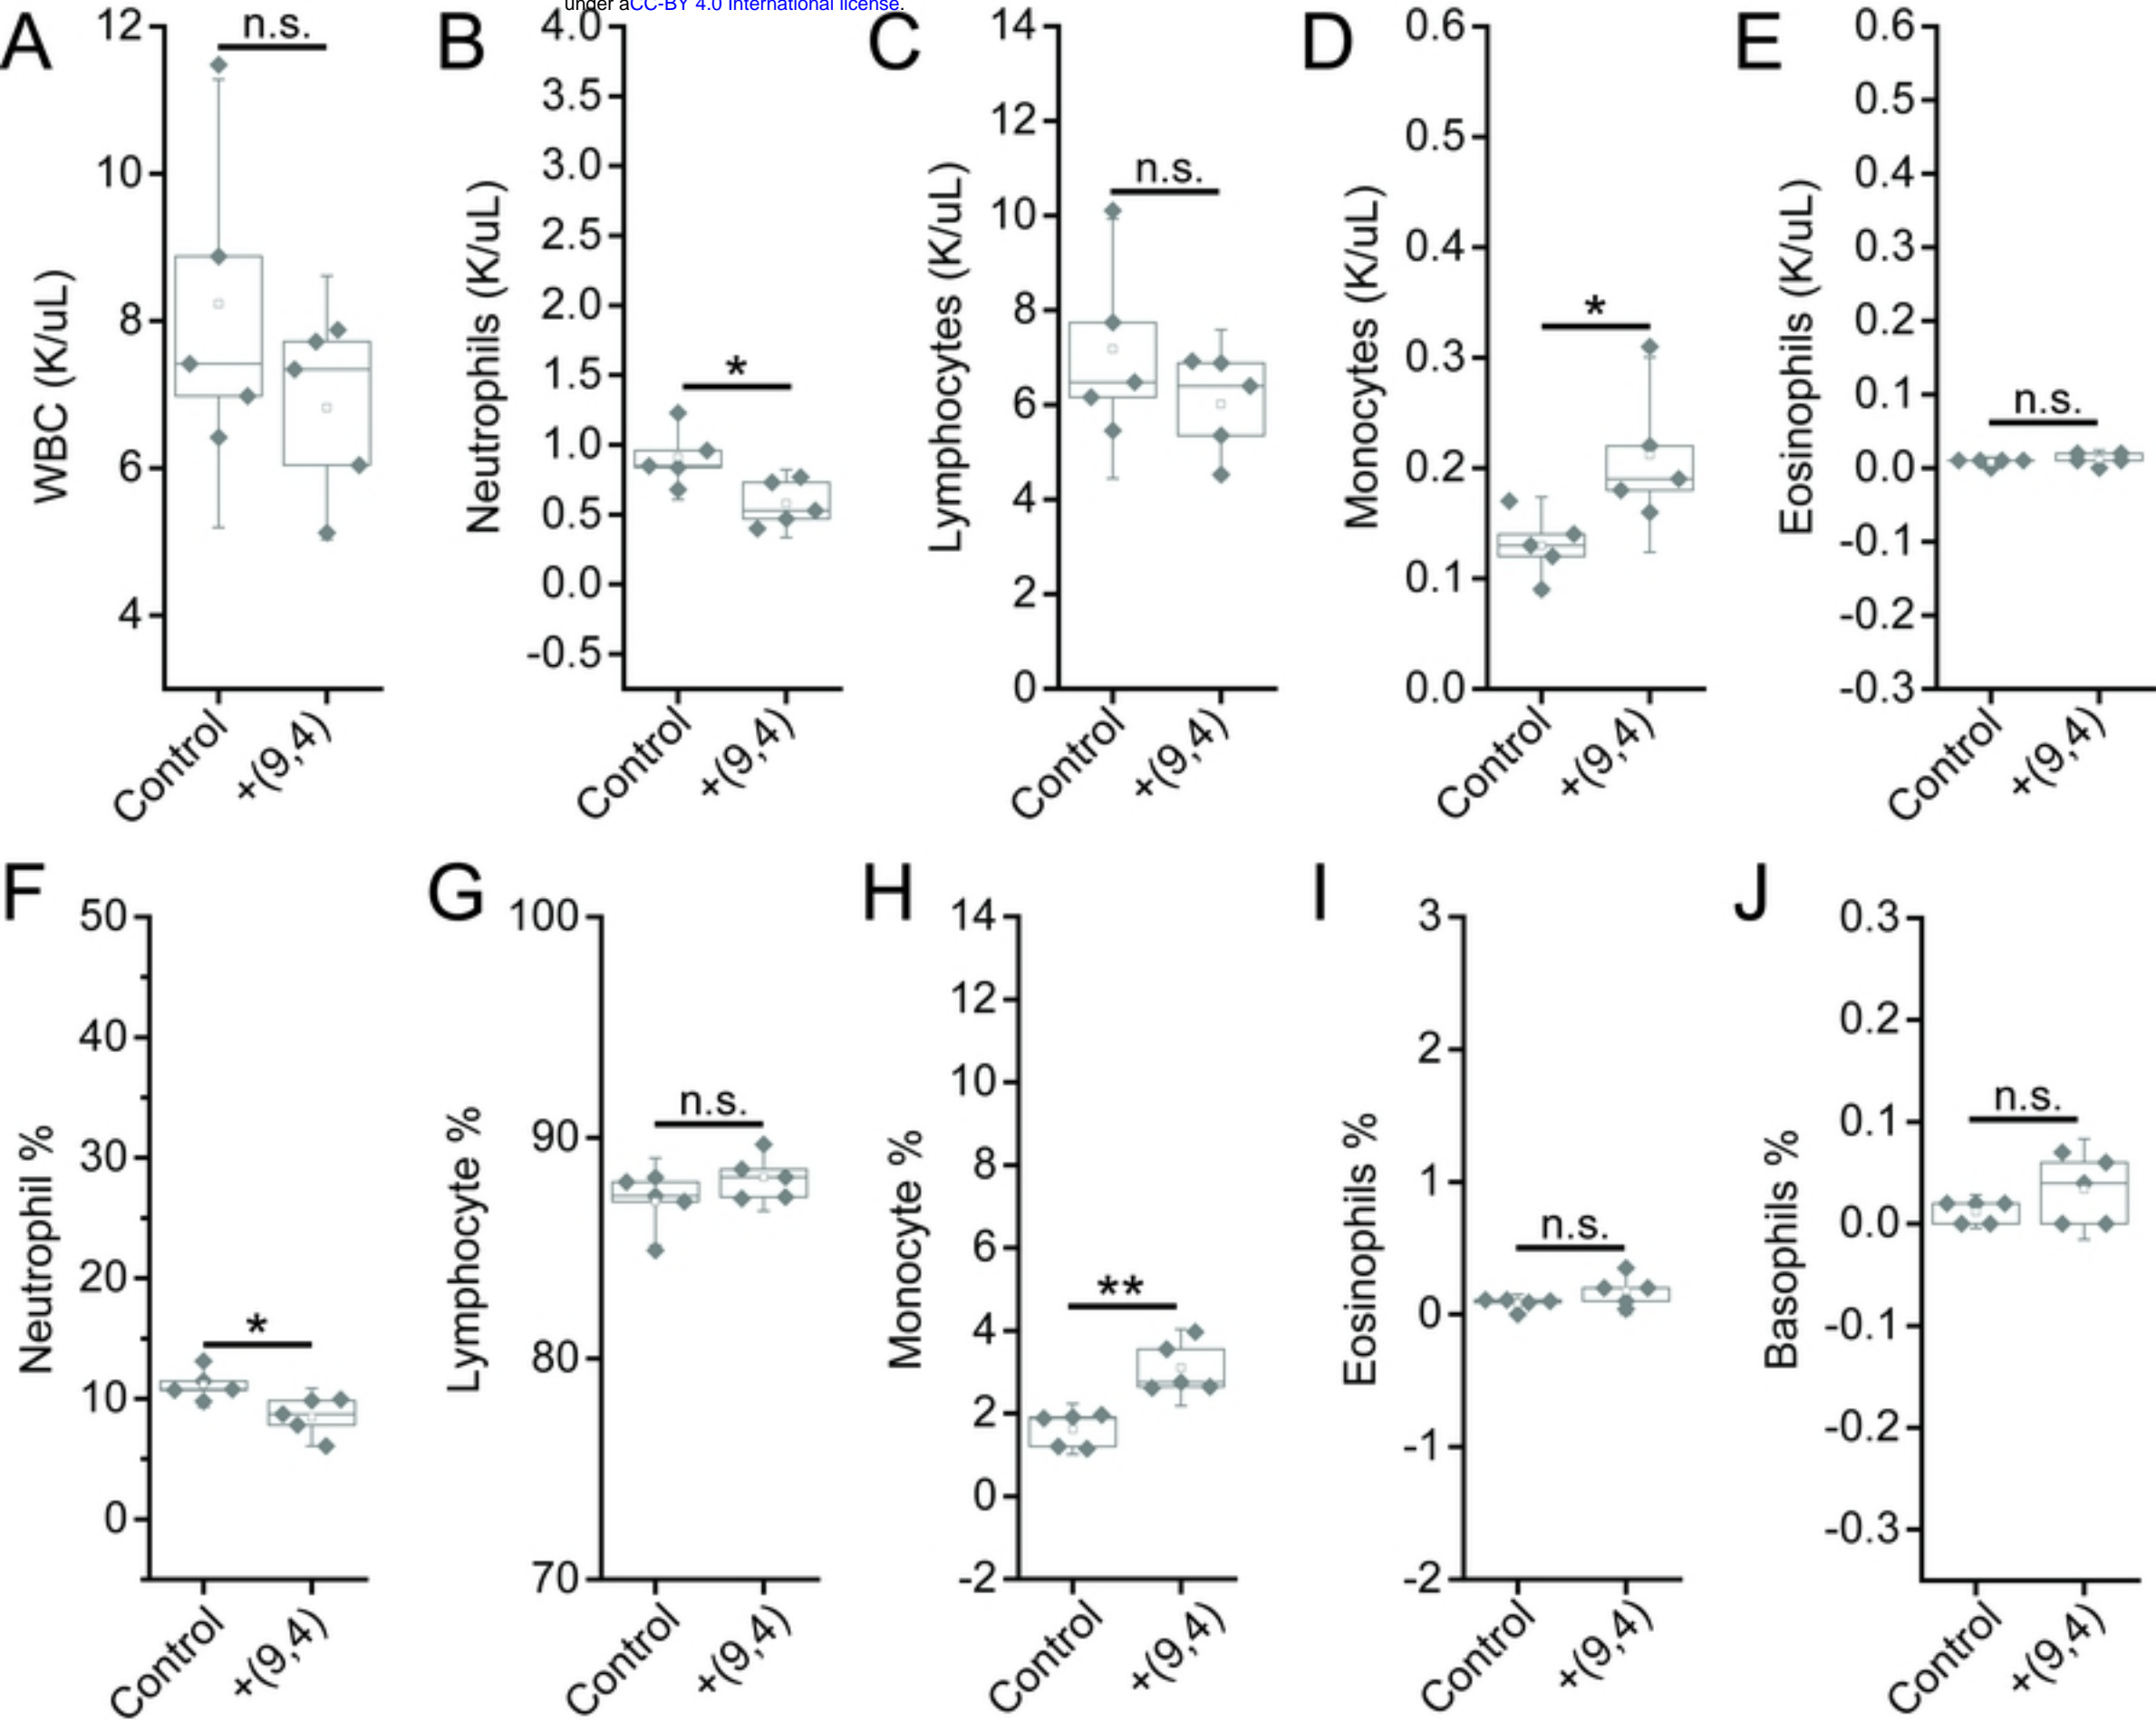 under aCC-BY 4.0 International license.
A
12
10
8
6
4
WBC (K/uL)
n.s.
Control
+(9,4)
B
4.0
3.5
3.0
2.5
2.0
1.5
1.0
0.5
0.0
-0.5
Neutrophils (K/uL)
*
Control
+(9,4)
C
14
12
10
8
6
4
2
0
Lymphocytes (K/uL)
n.s.
Control
+(9,4)
D
0.6
0.5
0.4
0.3
0.2
0.1
0.0
Monocytes (K/uL)
*
Control
+(9,4)
E
0.6
0.5
0.4
0.3
0.2
0.1
0.0
-0.1
-0.2
-0.3
Eosinophils (K/uL)
n.s.
Control
+(9,4)
F
50
40
30
20
10
0
Neutrophil %
*
Control
+(9,4)
G
100
90
80
70
Lymphocyte %
n.s.
Control
+(9,4)
H
14
12
10
8
6
4
2
0
-2
Monocyte %
**
Control
+(9,4)
I
3
2
1
0
-1
-2
Eosinophils %
n.s.
Control
+(9,4)
J
0.3
0.2
0.1
0.0
-0.1
-0.2
-0.3
Basophils %
n.s.
Control
+(9,4)